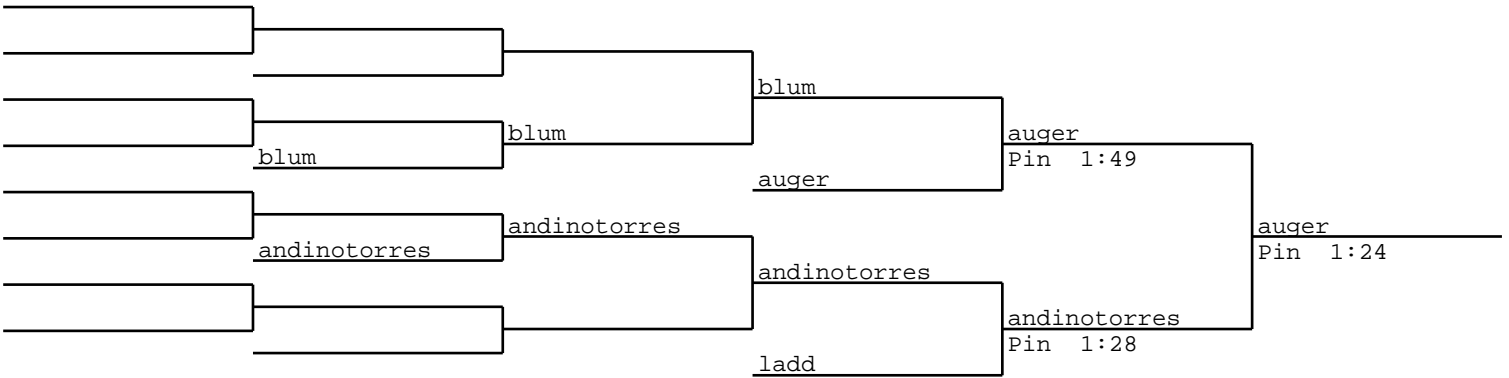 blum
auger
blum
Pin  1:49
blum
auger
andinotorres
auger
andinotorres
Pin  1:24
andinotorres
andinotorres
Pin  1:28
ladd